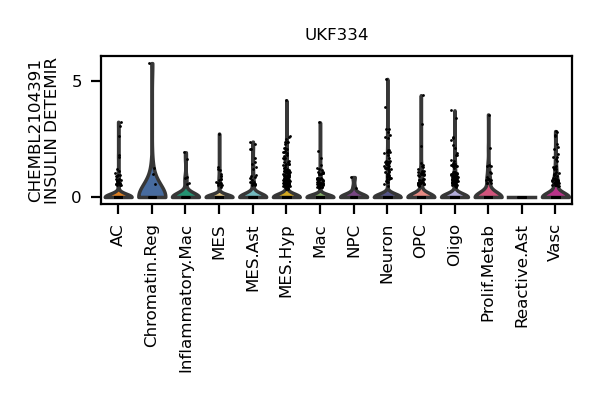 UKF334
CHEMBL2104391
INSULIN DETEMIR
5
0
AC
Chromatin.Reg
Inflammatory.Mac
MES
MES.Ast
MES.Hyp
Mac
NPC
Neuron
OPC
Oligo
Prolif.Metab
Reactive.Ast
Vasc